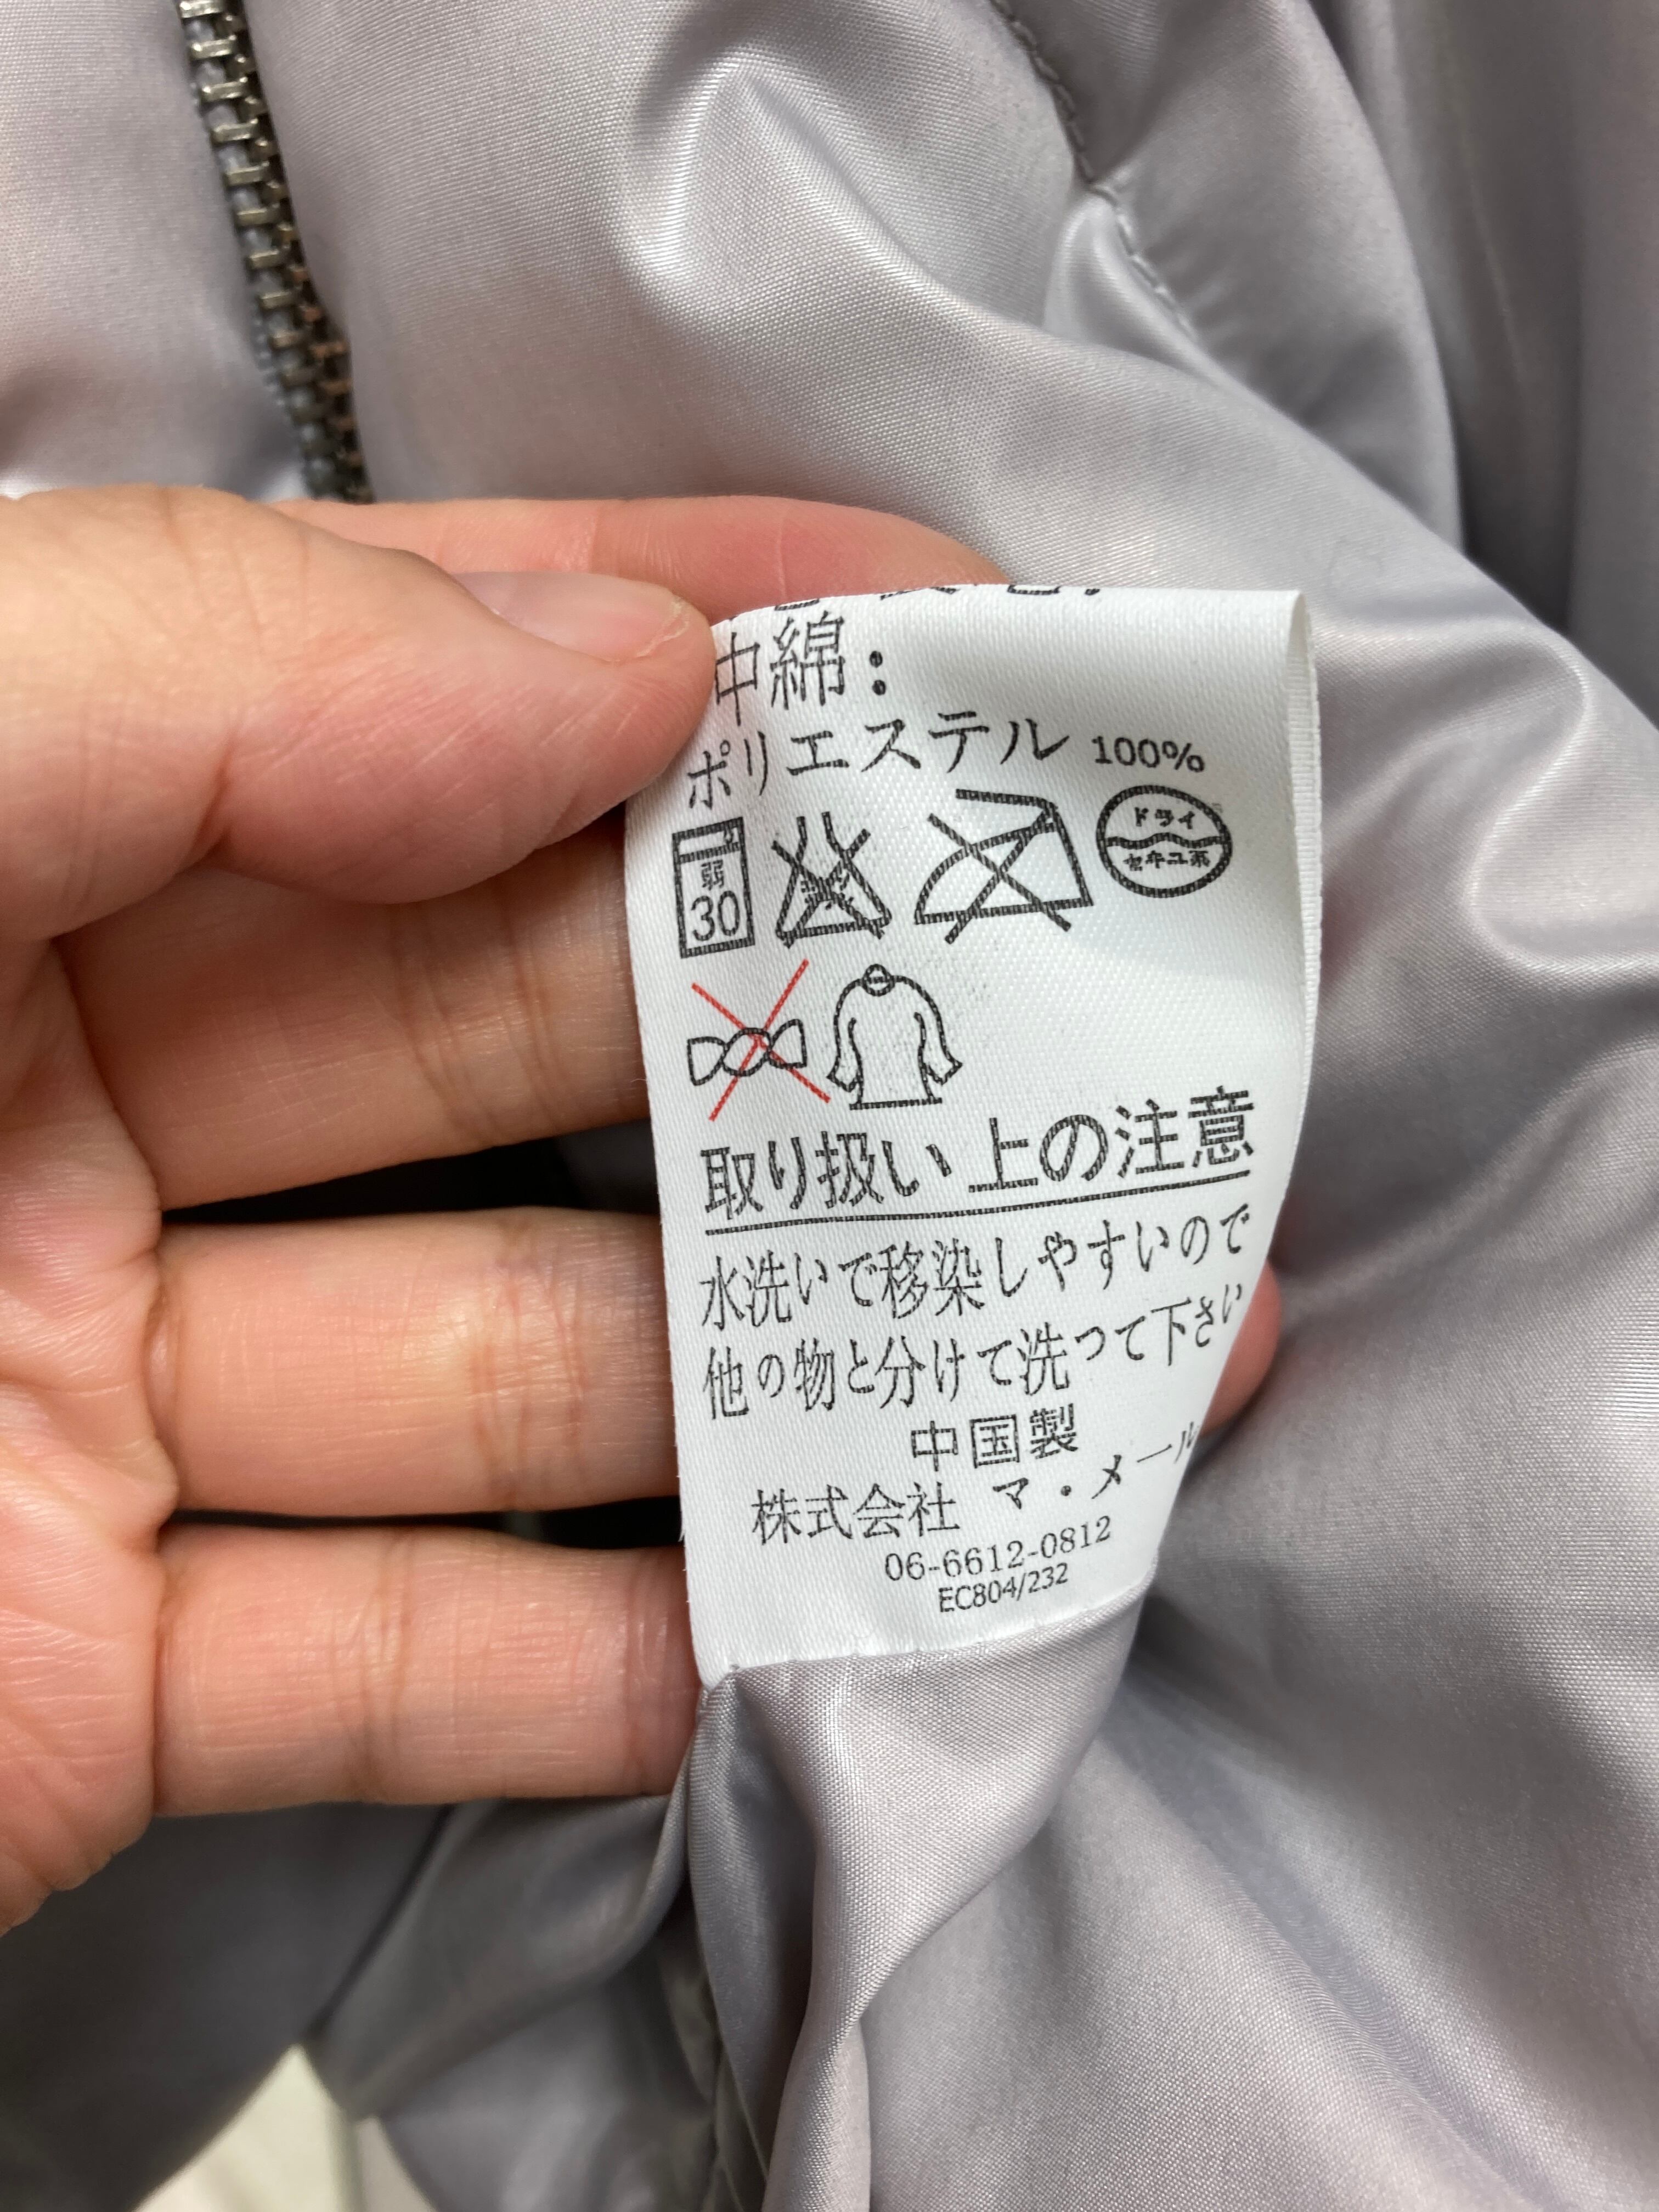 中綿:
ポリエステル 100%
弱
30
ドライ
セキユ系
取り扱い上の注意
水洗いで移染しやすいので
他の物と分けて洗って下さい
中国製
株式会社 マ・メール
06-6612-0812
EC804/232